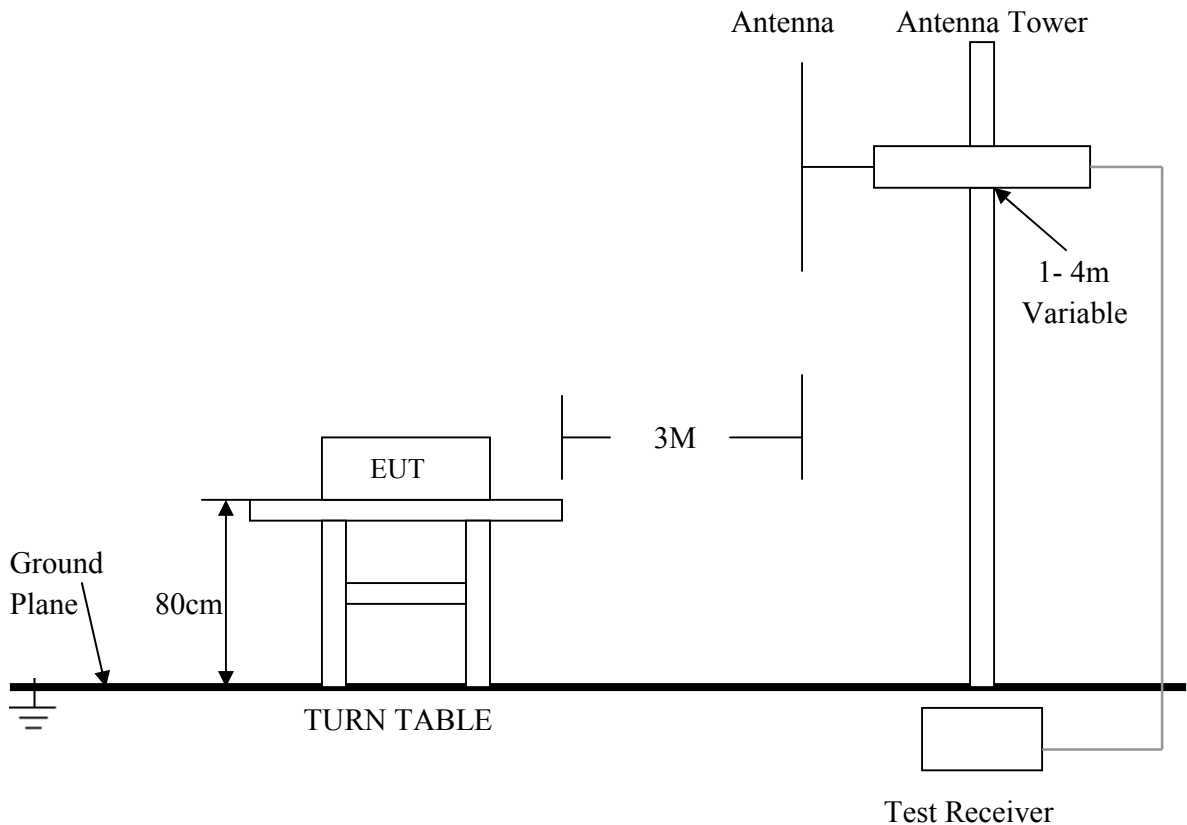 Antenna
Antenna Tower
1- 4m
Variable
3M
EUT
Ground
Plane
80cm
TURN TABLE
Test Receiver